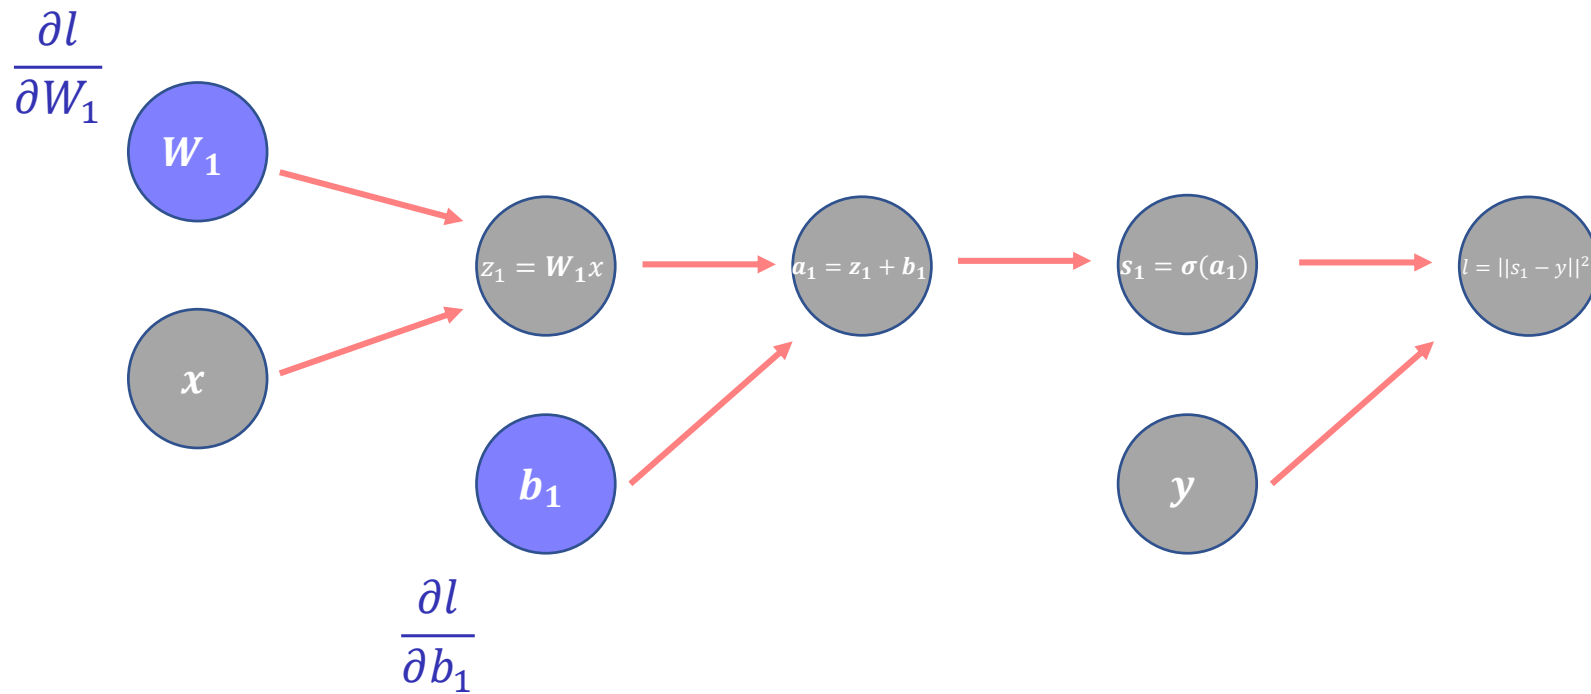 ∂l
∂W₁
W₁
z₁ = W₁x
a₁ = z₁ + b₁
s₁ = σ(a₁)
l = ||s₁ − y||²
x
b₁
y
∂l
∂b₁